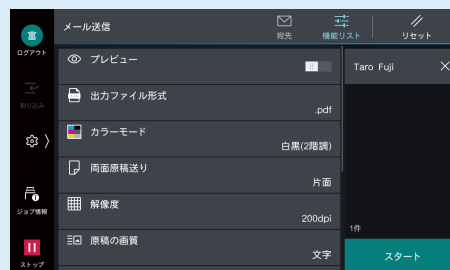 富
ログアウト
割り込み
ジョブ情報
ストップ
メール送信
宛先
機能リスト
リセット
プレビュー
出力ファイル形式
.pdf
カラーモード
白黒(2階調)
両面原稿送り
片面
解像度
200dpi
原稿の画質
文字
Taro Fuji
1件
スタート